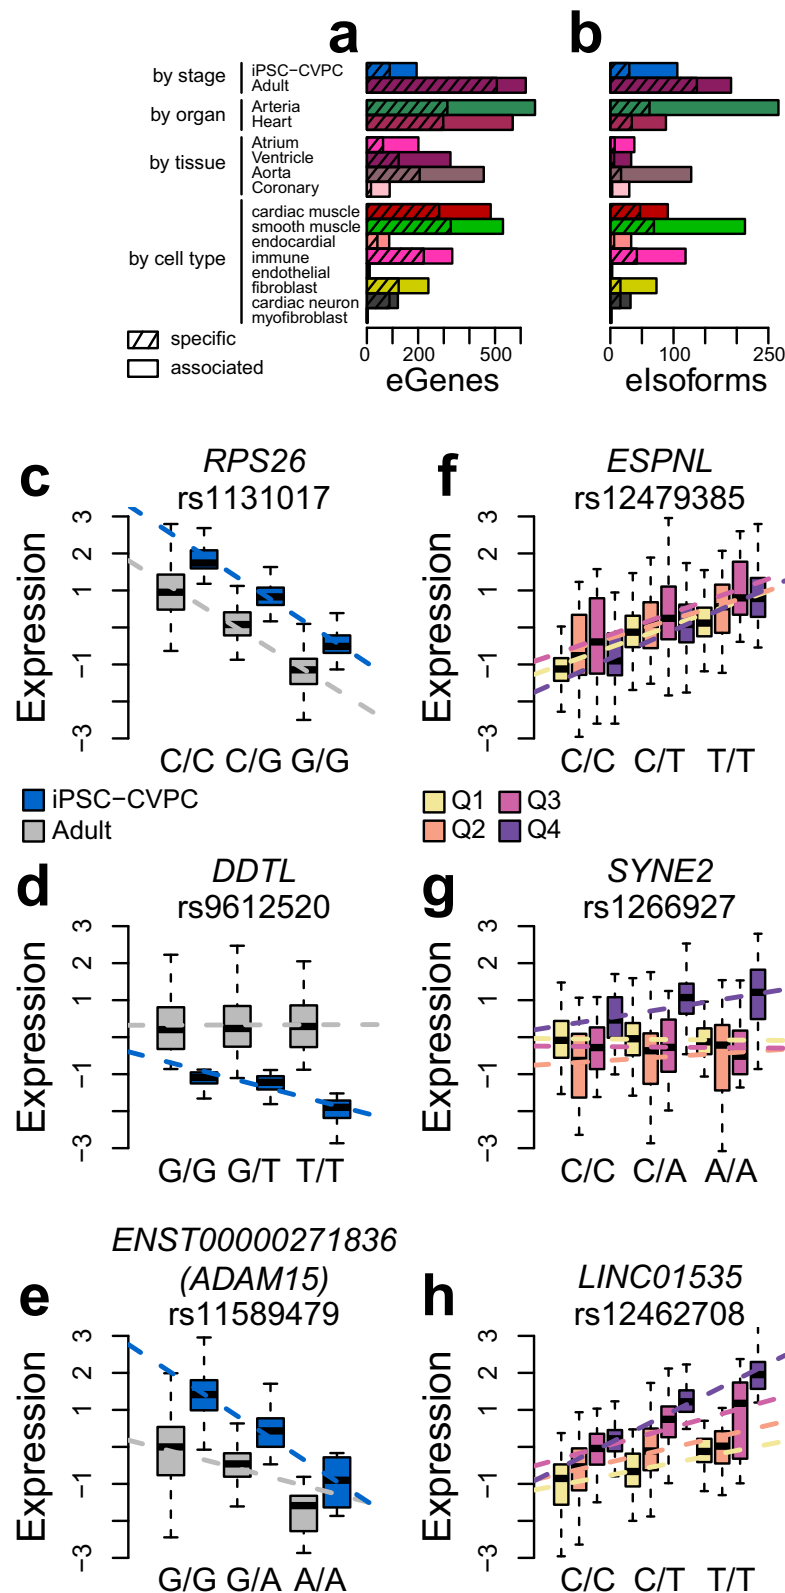 a
b
by stage
iPSC−CVPC
Adult
by organ
Arteria
Heart
by tissue
Atrium
Ventricle
Aorta
Coronary
by cell type
cardiac muscle
smooth muscle
endocardial
immune
endothelial
fibroblast
cardiac neuron
myofibroblast
specific
associated
0 200 500
eGenes
0 100 250
eIsoforms
c
RPS26
rs1131017
Expression
3
2
1
−1
−3
C/C C/G G/G
iPSC−CVPC
Adult
f
ESPNL
rs12479385
Expression
3
2
1
−1
−3
C/C C/T T/T
Q1 Q3
Q2 Q4
d
DDTL
rs9612520
Expression
3
2
1
−1
−3
G/G G/T T/T
g
SYNE2
rs1266927
Expression
3
2
1
−1
−3
C/C C/A A/A
e
ENST00000271836
(ADAM15)
rs11589479
Expression
3
2
1
−1
−3
G/G G/A A/A
h
LINC01535
rs12462708
Expression
3
2
1
−1
−3
C/C C/T T/T